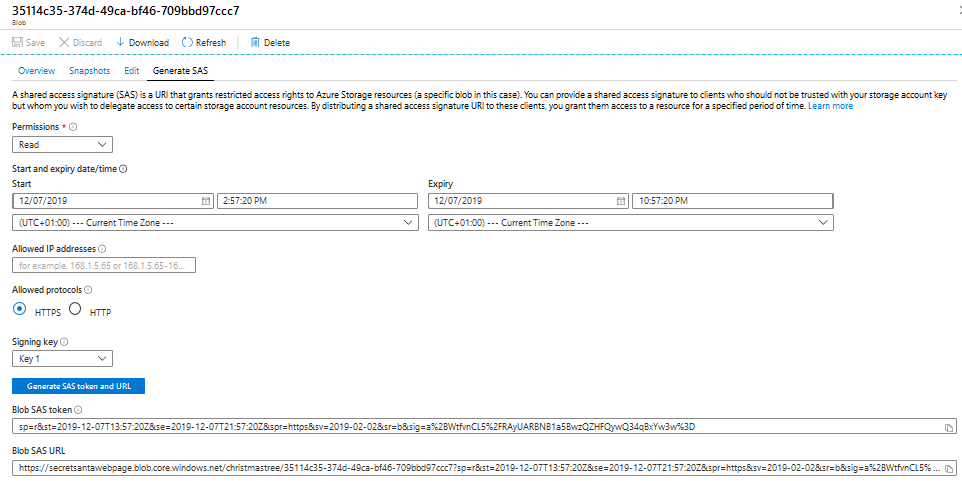 35114c35-374d-49ca-bf46-709bbd97ccc7
Blob
Save Discard Download Refresh Delete
Overview Snapshots Edit Generate SAS
A shared access signature (SAS) is a URI that grants restricted access rights to Azure Storage resources (a specific blob in this case). You can provide a shared access signature to clients who should not be trusted with your storage account key
but whom you wish to delegate access to certain storage account resources. By distributing a shared access signature URI to these clients, you grant them access to a resource for a specified period of time. Learn more
Permissions *
Read
Start and expiry date/time
Start Expiry
12/07/2019 2:57:20 PM 12/07/2019 10:57:20 PM
(UTC+01:00) --- Current Time Zone --- (UTC+01:00) --- Current Time Zone ---
Allowed IP addresses
for example, 168.1.5.65 or 168.1.5.65-16...
Allowed protocols
HTTPS HTTP
Signing key
Key 1
Generate SAS token and URL
Blob SAS token
sp=r&st=2019-12-07T13:57:20Z&se=2019-12-07T21:57:20Z&spr=https&sv=2019-02-02&sr=b&sig=a%2BWtfvnCL5%2FRAyUARBNB1a5BwzQZHFQywQ34qBxYw3w%3D
Blob SAS URL
https://secretsantawebpage.blob.core.windows.net/christmastree/35114c35-374d-49ca-bf46-709bbd97ccc7?sp=r&st=2019-12-07T13:57:20Z&se=2019-12-07T21:57:20Z&spr=https&sv=2019-02-02&sr=b&sig=a%2BWtfvnCL5% ...